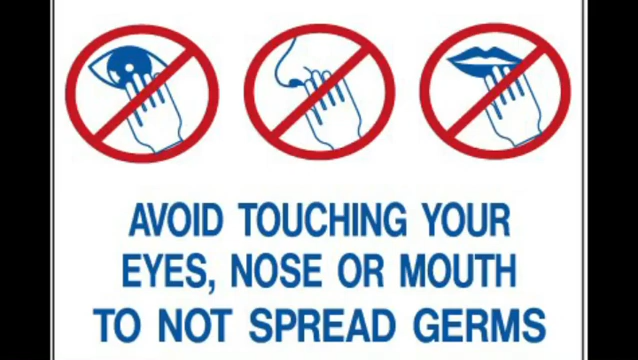 AVOID TOUCHING YOUR
EYES, NOSE OR MOUTH
TO NOT SPREAD GERMS